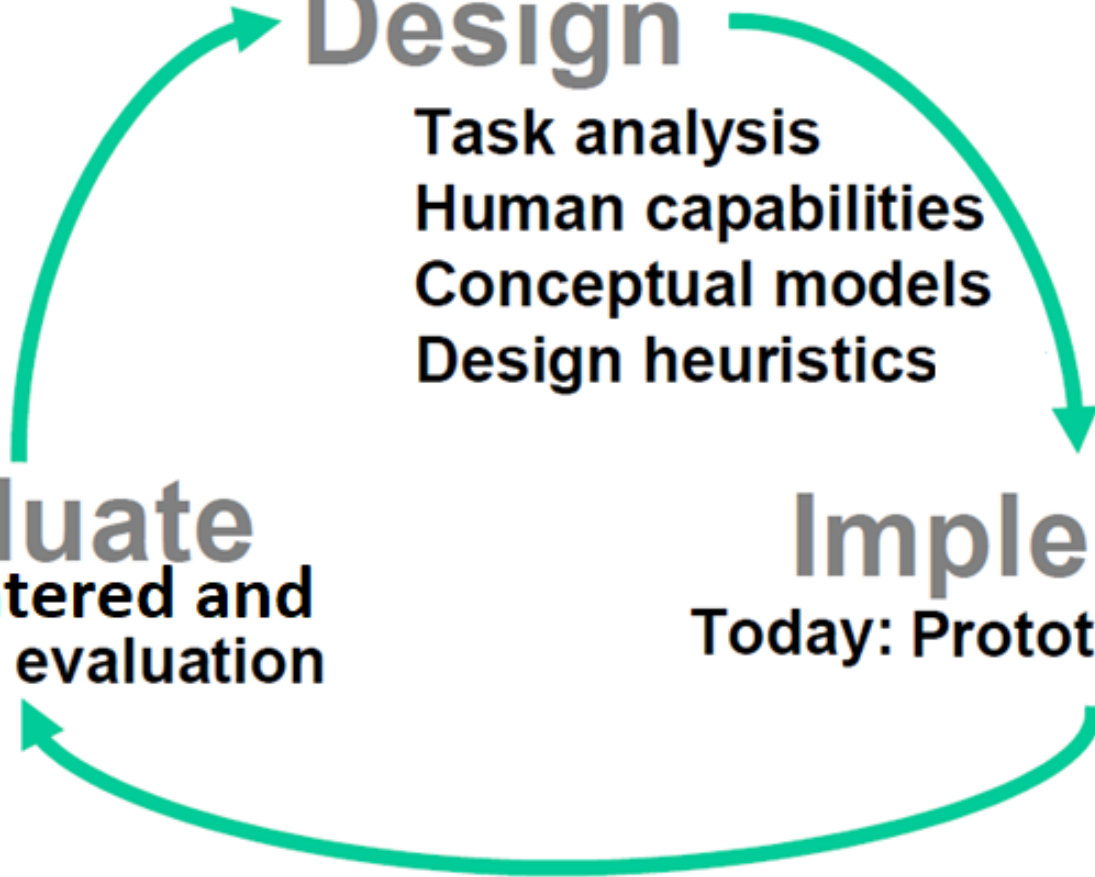 Design
Task analysis
Human capabilities
Conceptual models
Design heuristics
luate
Imple
tered and
Today: Protot
evaluation